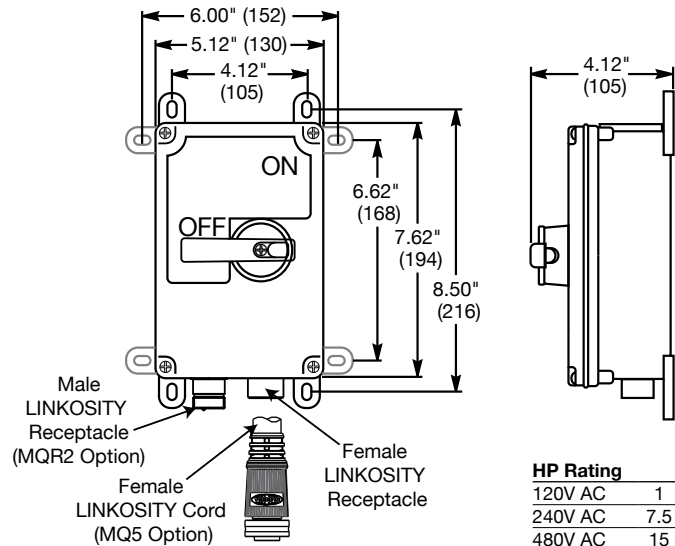 6.00" (152)
5.12" (130)
4.12"
(105)
4.12"
(105)
ON
OFF
6.62"
(168)
7.62"
(194)
8.50"
(216)
Male
LINKOSITY
Receptacle
(MQR2 Option)
Female
LINKOSITY Cord
(MQ5 Option)
Female
LINKOSITY
Receptacle
HP Rating
120V AC 1
240V AC 7.5
480V AC 15